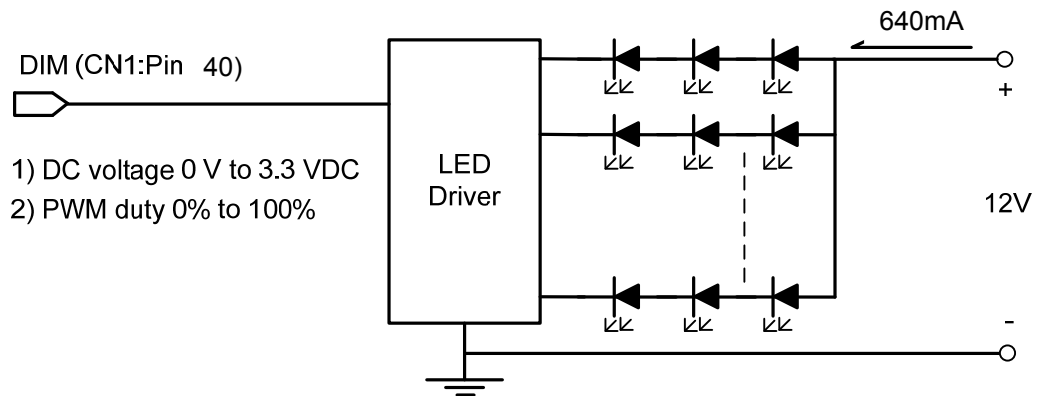 640mA
DIM (CN1:Pin 40)
+
1) DC voltage 0 V to 3.3 VDC
2) PWM duty 0% to 100%
LED
Driver
12V
-